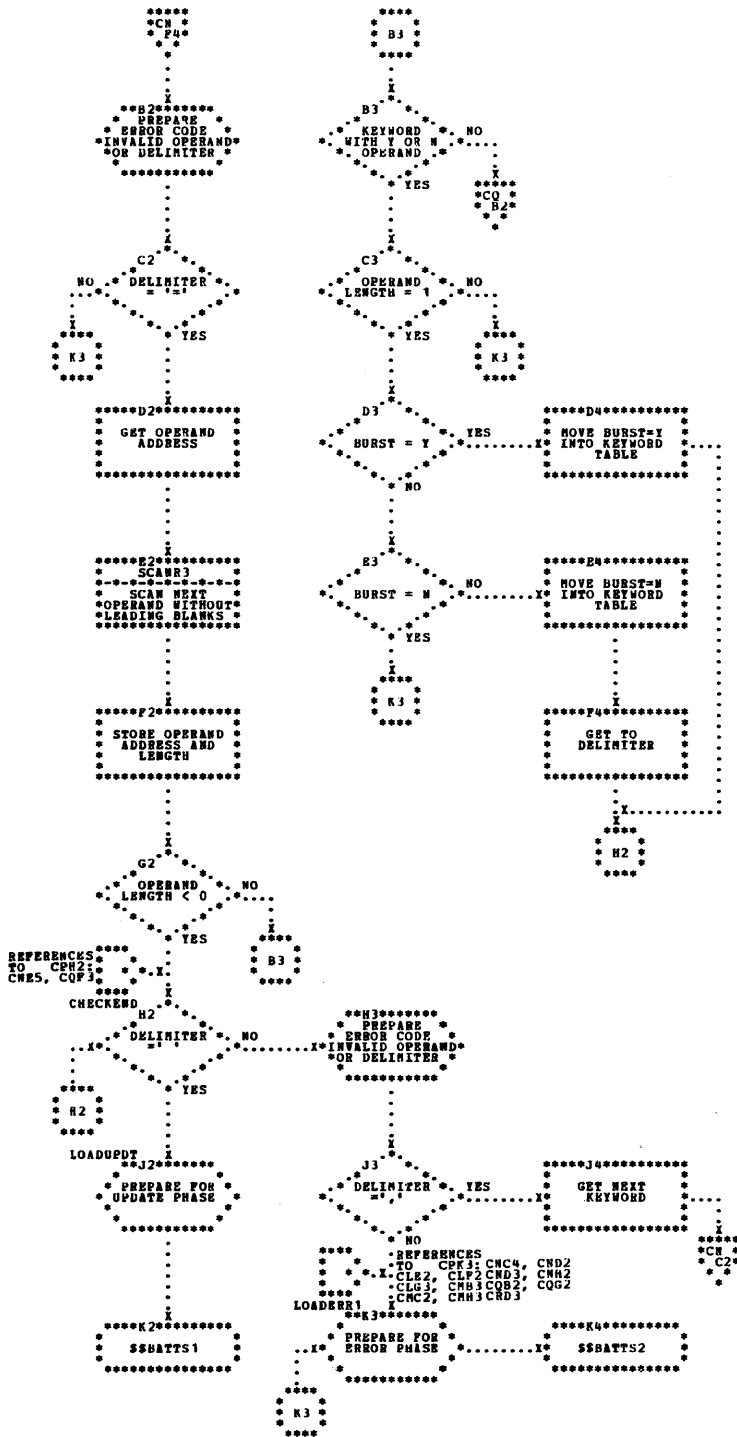 CN
F4
B3
B2
PREPARE
ERROR CODE
INVALID OPERAND
OR DELIMITER
B3
KEYWORD
WITH Y OR N
OPERAND
NO
YES
CQ
B2
C2
DELIMITER
= '='
NO
YES
K3
C3
OPERAND
LENGTH = 1
NO
YES
K3
D2
GET OPERAND
ADDRESS
D3
BURST = Y
YES
NO
D4
MOVE BURST=Y
INTO KEYWORD
TABLE
E2
SCANR3
SCAN NEXT
OPERAND WITHOUT
LEADING BLANKS
E3
BURST = N
NO
YES
E4
MOVE BURST=N
INTO KEYWORD
TABLE
K3
F2
STORE OPERAND
ADDRESS AND
LENGTH
F4
GET TO
DELIMITER
H2
G2
OPERAND
LENGTH < 0
NO
YES
B3
REFERENCES
TO CPH2:
CNE5, CQF3
CHECKEND
H2
DELIMITER
=' '
NO
YES
H2
H3
PREPARE
ERROR CODE
INVALID OPERAND
OR DELIMITER
LOADUPDT
J2
PREPARE FOR
UPDATE PHASE
J3
DELIMITER
=','
YES
NO
J4
GET NEXT
KEYWORD
CN
C2
REFERENCES
TO CPK3: CNC4, CND2
CLE2, CLF2 CND3, CNH2
CLG3, CMB3 CQB2, CQG2
CMC2, CMH3 CRD3
LOADERR1
K2
$$BATTS1
K3
PREPARE FOR
ERROR PHASE
K4
$$BATTS2
K3